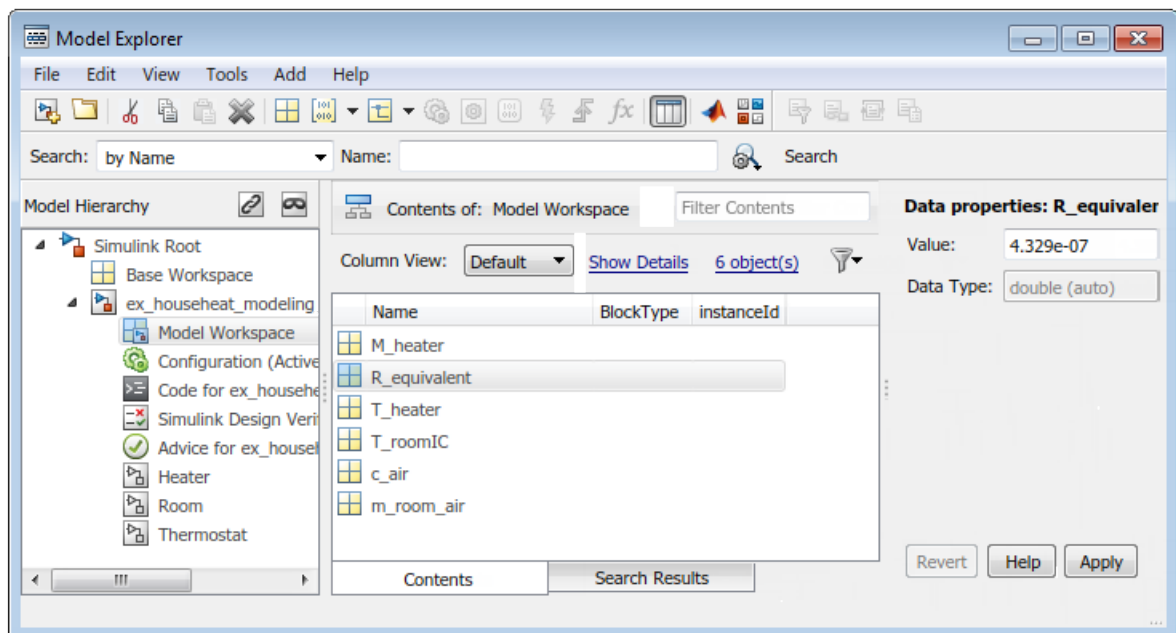 Model Explorer
File Edit View Tools Add Help
fx
Search: by Name Name: Search
Model Hierarchy
Simulink Root
Base Workspace
ex_househeat_modeling
Model Workspace
Configuration (Active
Code for ex_househe
Simulink Design Veri
Advice for ex_househ
Heater
Room
Thermostat
Contents of: Model Workspace Filter Contents
Column View: Default Show Details 6 object(s)
Name BlockType instanceId
M_heater
R_equivalent
T_heater
T_roomIC
c_air
m_room_air
Contents Search Results
Data properties: R_equivaler
Value: 4.329e-07
Data Type: double (auto)
Revert Help Apply